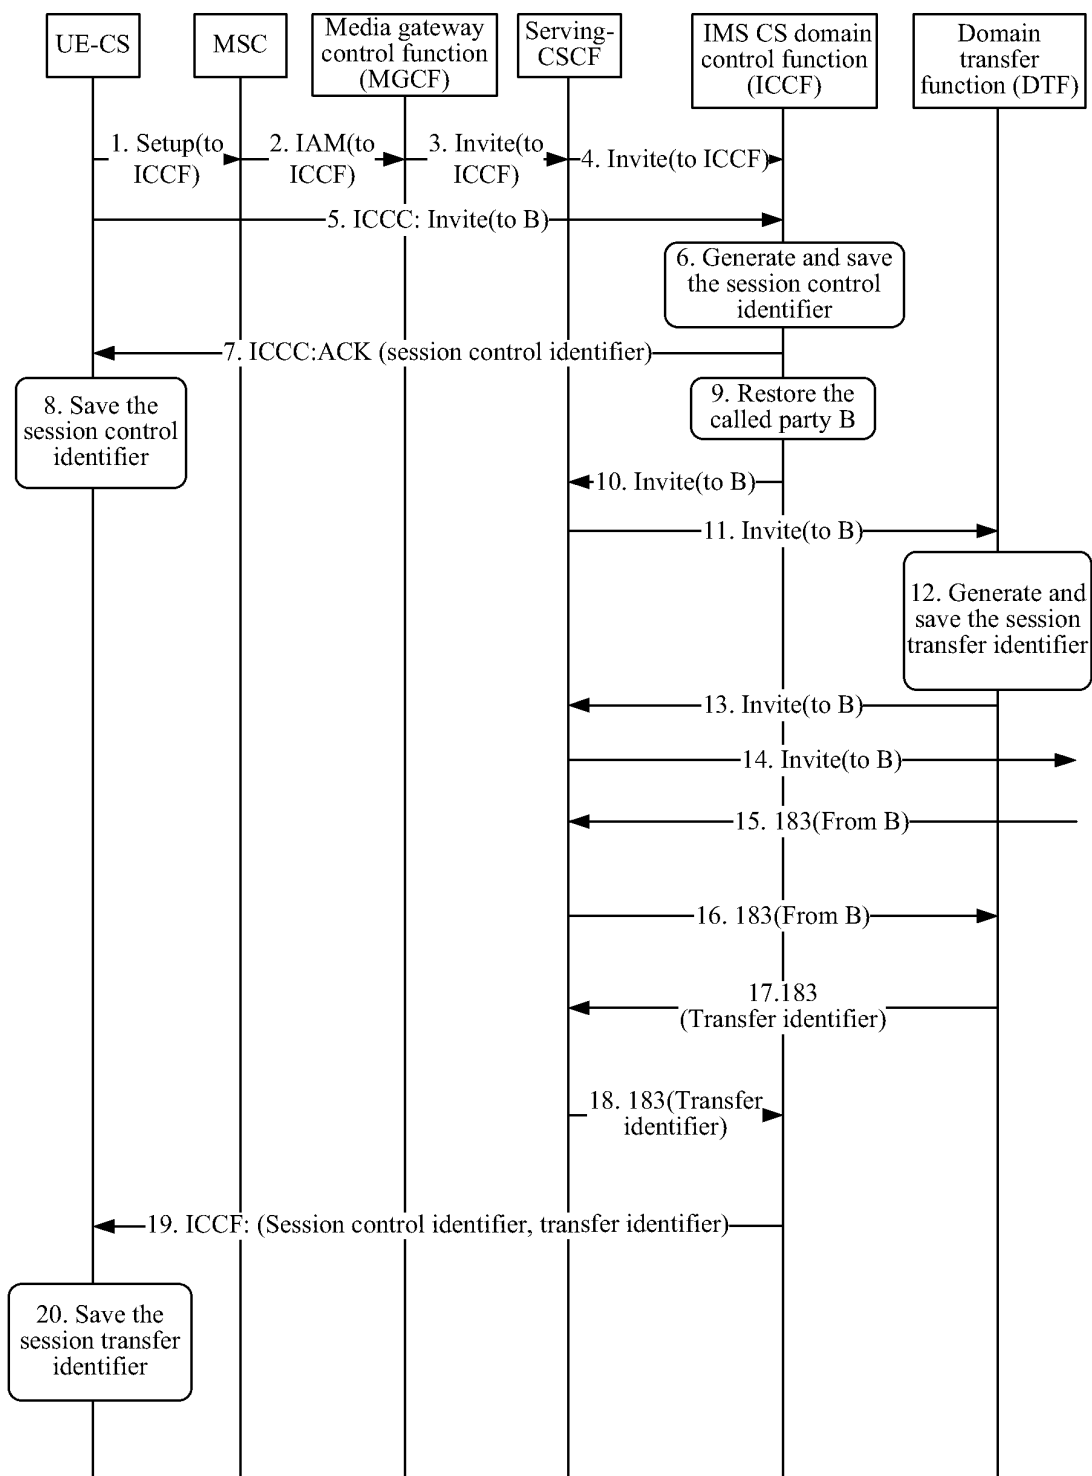 UE-CS
MSC
Media gateway
control function
(MGCF)
Serving-
CSCF
IMS CS domain
control function
(ICCF)
Domain
transfer
function (DTF)
1. Setup(to
ICCF)
2. IAM(to
ICCF)
3. Invite(to
ICCF)
4. Invite(to ICCF)
5. ICCC: Invite(to B)
6. Generate and save
the session control
identifier
7. ICCC:ACK (session control identifier)
8. Save the
session control
identifier
9. Restore the
called party B
10. Invite(to B)
11. Invite(to B)
12. Generate and
save the session
transfer identifier
13. Invite(to B)
14. Invite(to B)
15. 183(From B)
16. 183(From B)
17.183
(Transfer identifier)
18. 183(Transfer
identifier)
19. ICCF: (Session control identifier, transfer identifier)
20. Save the
session transfer
identifier